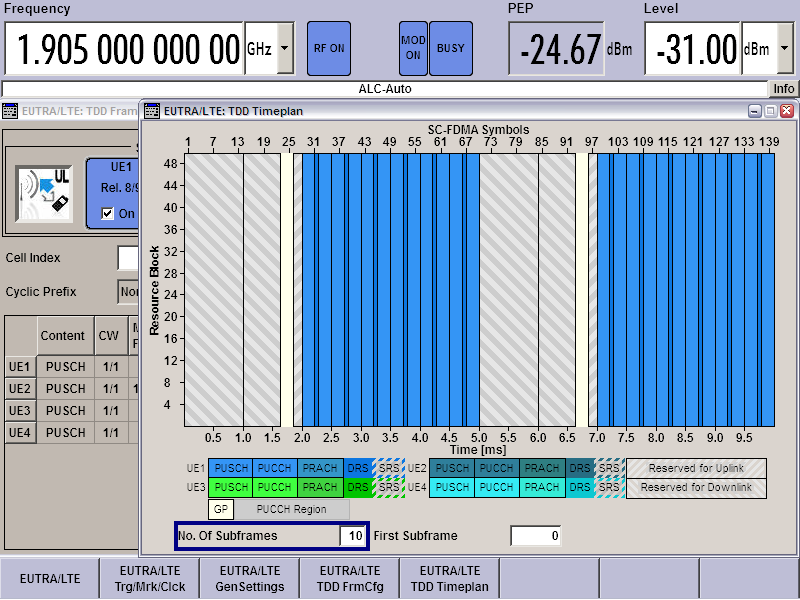 Frequency PEP Level
1.905 000 000 00 GHz RF ON MOD ON BUSY -24.67 dBm -31.00 dBm
ALC-Auto Info
EUTRA/LTE: TDD Fram EUTRA/LTE: TDD Timeplan
SC-FDMA Symbols
1 7 13 19 25 31 37 43 49 55 61 67 73 79 85 91 97 103 109 115 121 127 133 139
UL
UE1
Rel. 8/9
On
Cell Index
Cyclic Prefix Nor
Content CW
UE1 PUSCH 1/1
UE2 PUSCH 1/1 1
UE3 PUSCH 1/1
UE4 PUSCH 1/1
Resource Block
48
44
40
36
32
28
24
20
16
12
8
4
0.5 1.0 1.5 2.0 2.5 3.0 3.5 4.0 4.5 5.0 5.5 6.0 6.5 7.0 7.5 8.0 8.5 9.0 9.5
Time [ms]
UE1 PUSCH PUCCH PRACH DRS SRS UE2 PUSCH PUCCH PRACH DRS SRS Reserved for Uplink
UE3 PUSCH PUCCH PRACH DRS SRS UE4 PUSCH PUCCH PRACH DRS SRS Reserved for Downlink
GP PUCCH Region
No. Of Subframes 10 First Subframe 0
EUTRA/LTE
EUTRA/LTE Trg/Mrk/Clck
EUTRA/LTE GenSettings
EUTRA/LTE TDD FrmCfg
EUTRA/LTE TDD Timeplan